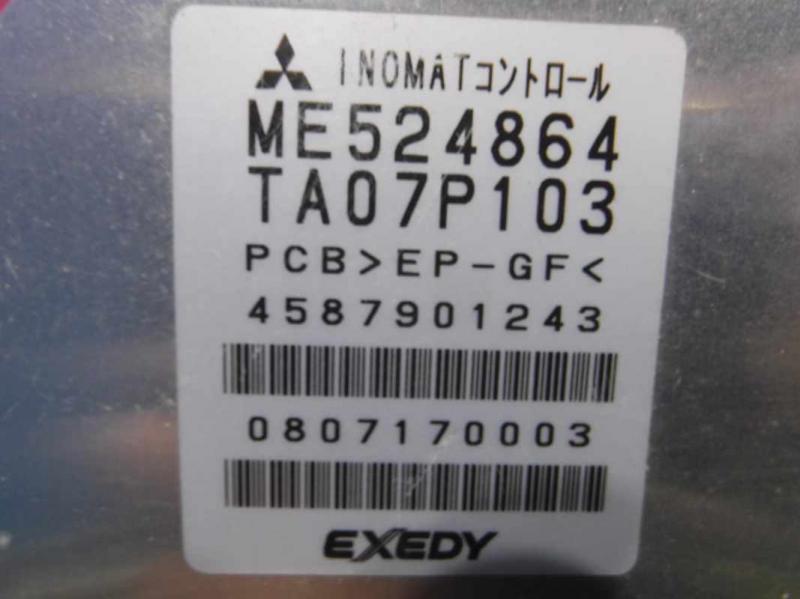 INOMATコントロール
ME524864
TA07P103
PCB>EP-GF<
4587901243
0807170003
EXEDY